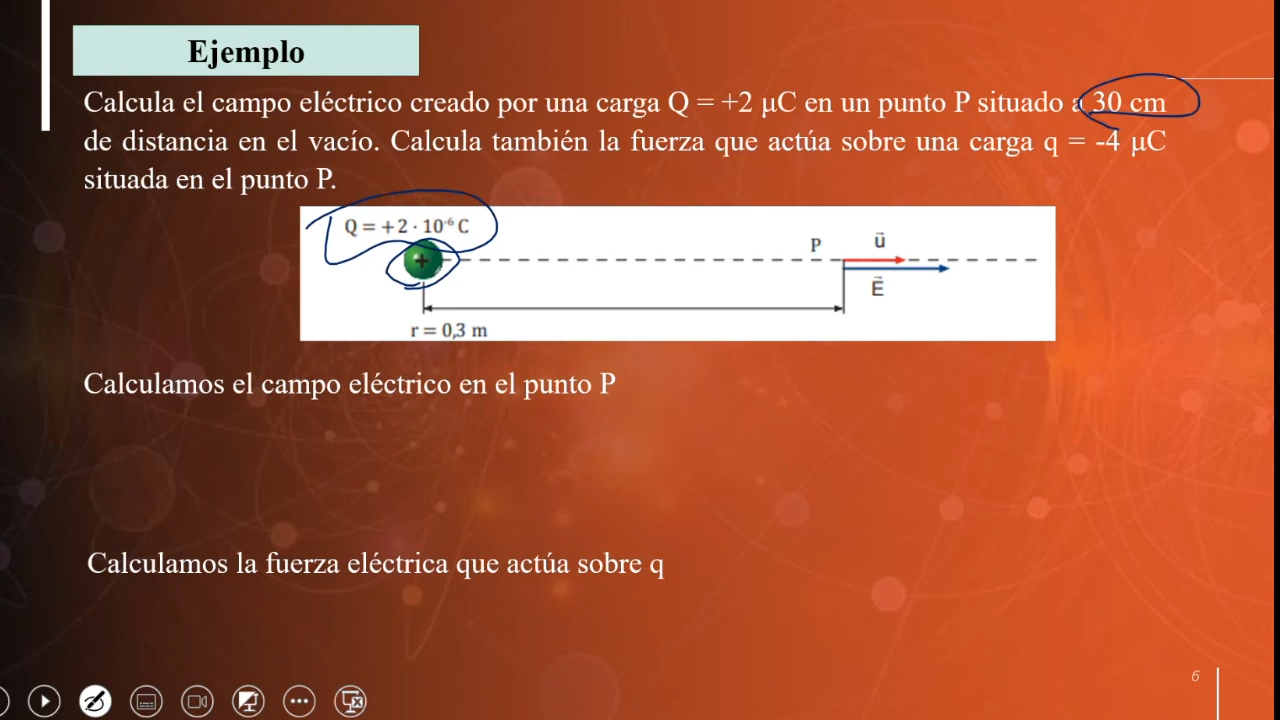 Ejemplo
Calcula el campo eléctrico creado por una carga Q = +2 μC en un punto P situado a 30 cm
de distancia en el vacío. Calcula también la fuerza que actúa sobre una carga q = -4 μC
situada en el punto P.
Q = +2 · 10⁻⁶ C
+
P
u⃗
E⃗
r = 0,3 m
Calculamos el campo eléctrico en el punto P
Calculamos la fuerza eléctrica que actúa sobre q
6